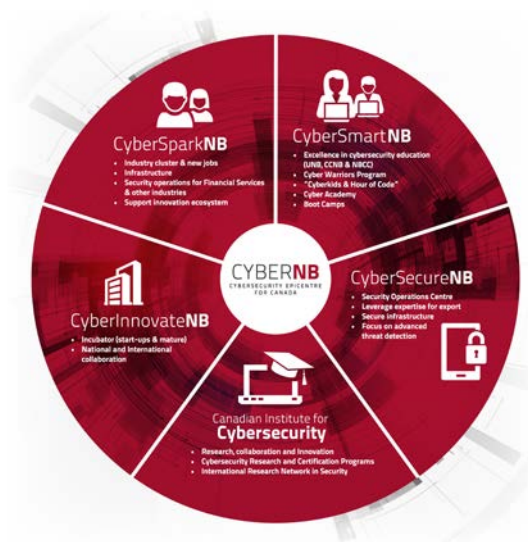 CyberSparkNB
• Industry cluster & new jobs
• Infrastructure
• Security operations for Financial Services
& other industries
• Support innovation ecosystem
CyberSmartNB
• Excellence in cybersecurity education
(UNB, CCNB & NBCC)
• Cyber Warriors Program
• "Cyberkids & Hour of Code"
• Cyber Academy
• Boot Camps
CYBERNB
CYBERSECURITY EPICENTRE
FOR CANADA
CyberSecureNB
• Security Operations Centre
• Leverage expertise for export
• Secure infrastructure
• Focus on advanced
threat detection
CyberInnovateNB
• Incubator (start-ups & mature)
• National and International
collaboration
Canadian Institute for
Cybersecurity
• Research, collaboration and Innovation
• Cybersecurity Research and Certification Programs
• International Research Network in Security